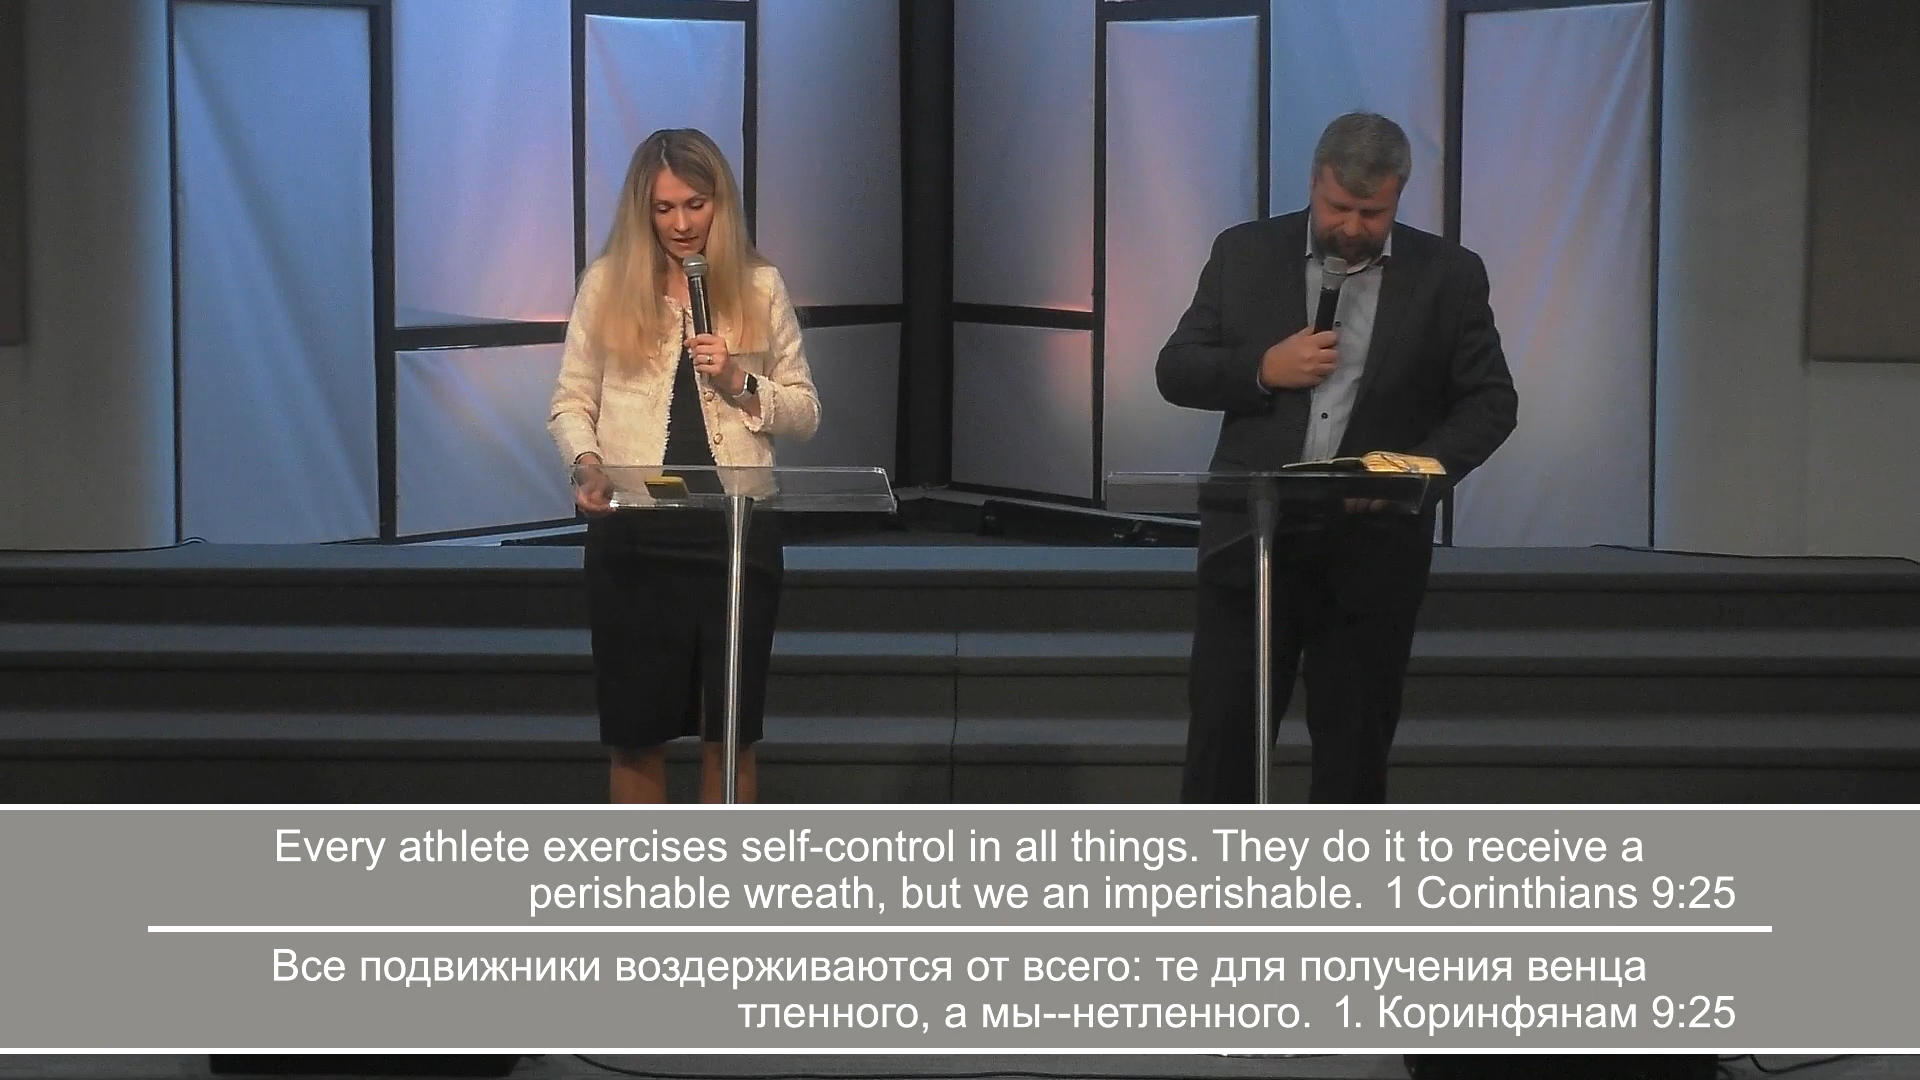 Every athlete exercises self-control in all things. They do it to receive a
perishable wreath, but we an imperishable. 1 Corinthians 9:25
Все подвижники воздерживаются от всего: те для получения венца
тленного, а мы--нетленного. 1. Коринфянам 9:25